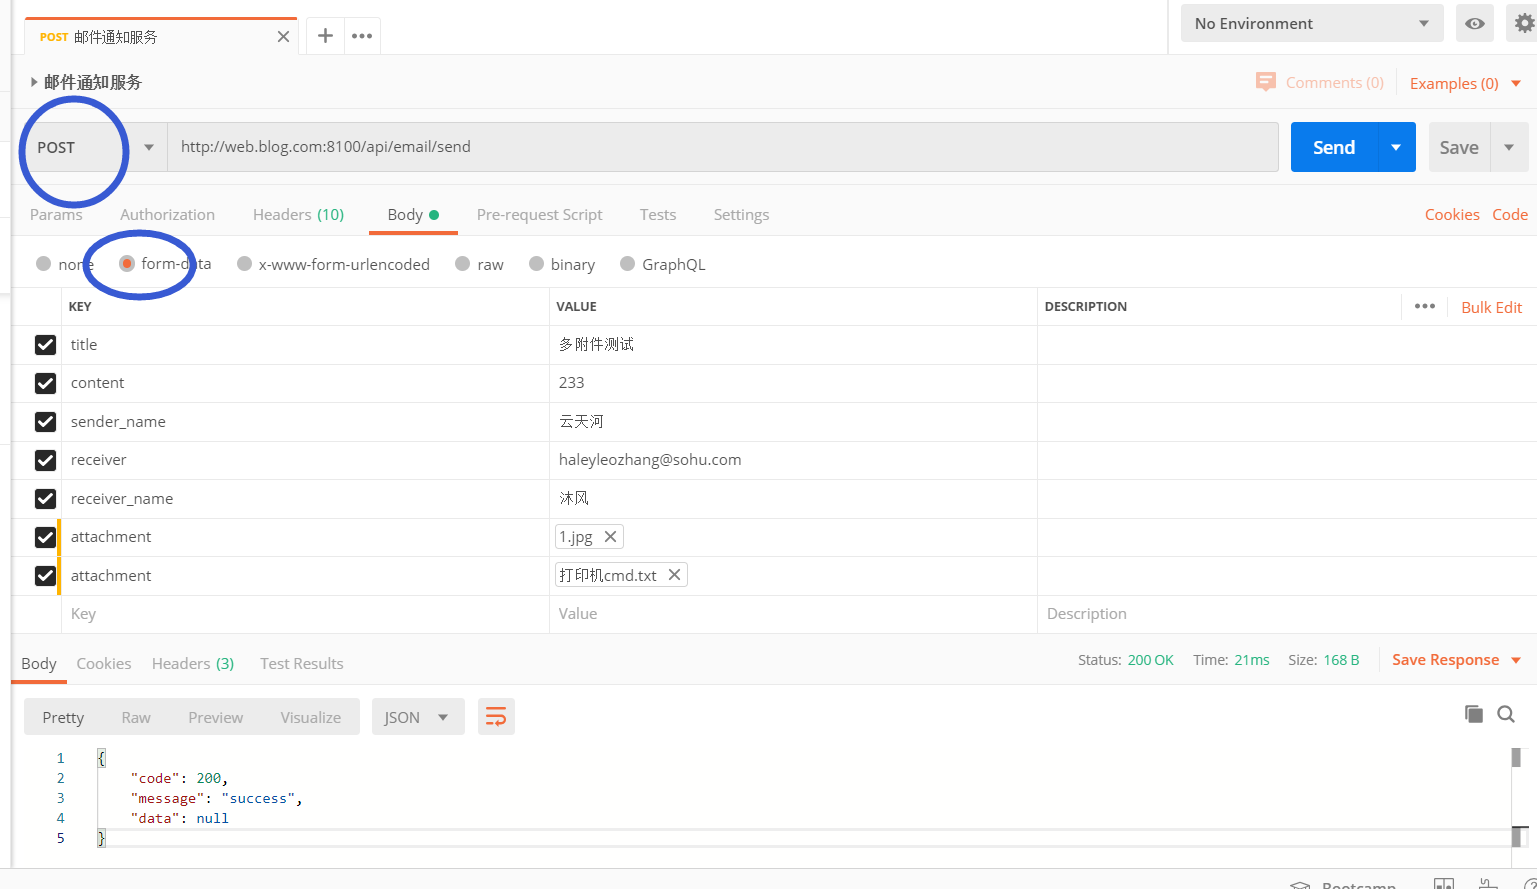 POST 邮件通知服务
No Environment
邮件通知服务
Comments (0) Examples (0)
POST http://web.blog.com:8100/api/email/send Send Save
Params Authorization Headers (10) Body Pre-request Script Tests Settings Cookies Code
none form-data x-www-form-urlencoded raw binary GraphQL
KEY VALUE DESCRIPTION Bulk Edit
title 多附件测试
content 233
sender_name 云天河
receiver haleyleozhang@sohu.com
receiver_name 沐风
attachment 1.jpg
attachment 打印机cmd.txt
Key Value Description
Body Cookies Headers (3) Test Results Status: 200 OK Time: 21ms Size: 168 B Save Response
Pretty Raw Preview Visualize JSON
1 {
2 "code": 200,
3 "message": "success",
4 "data": null
5 }
Bootcamp